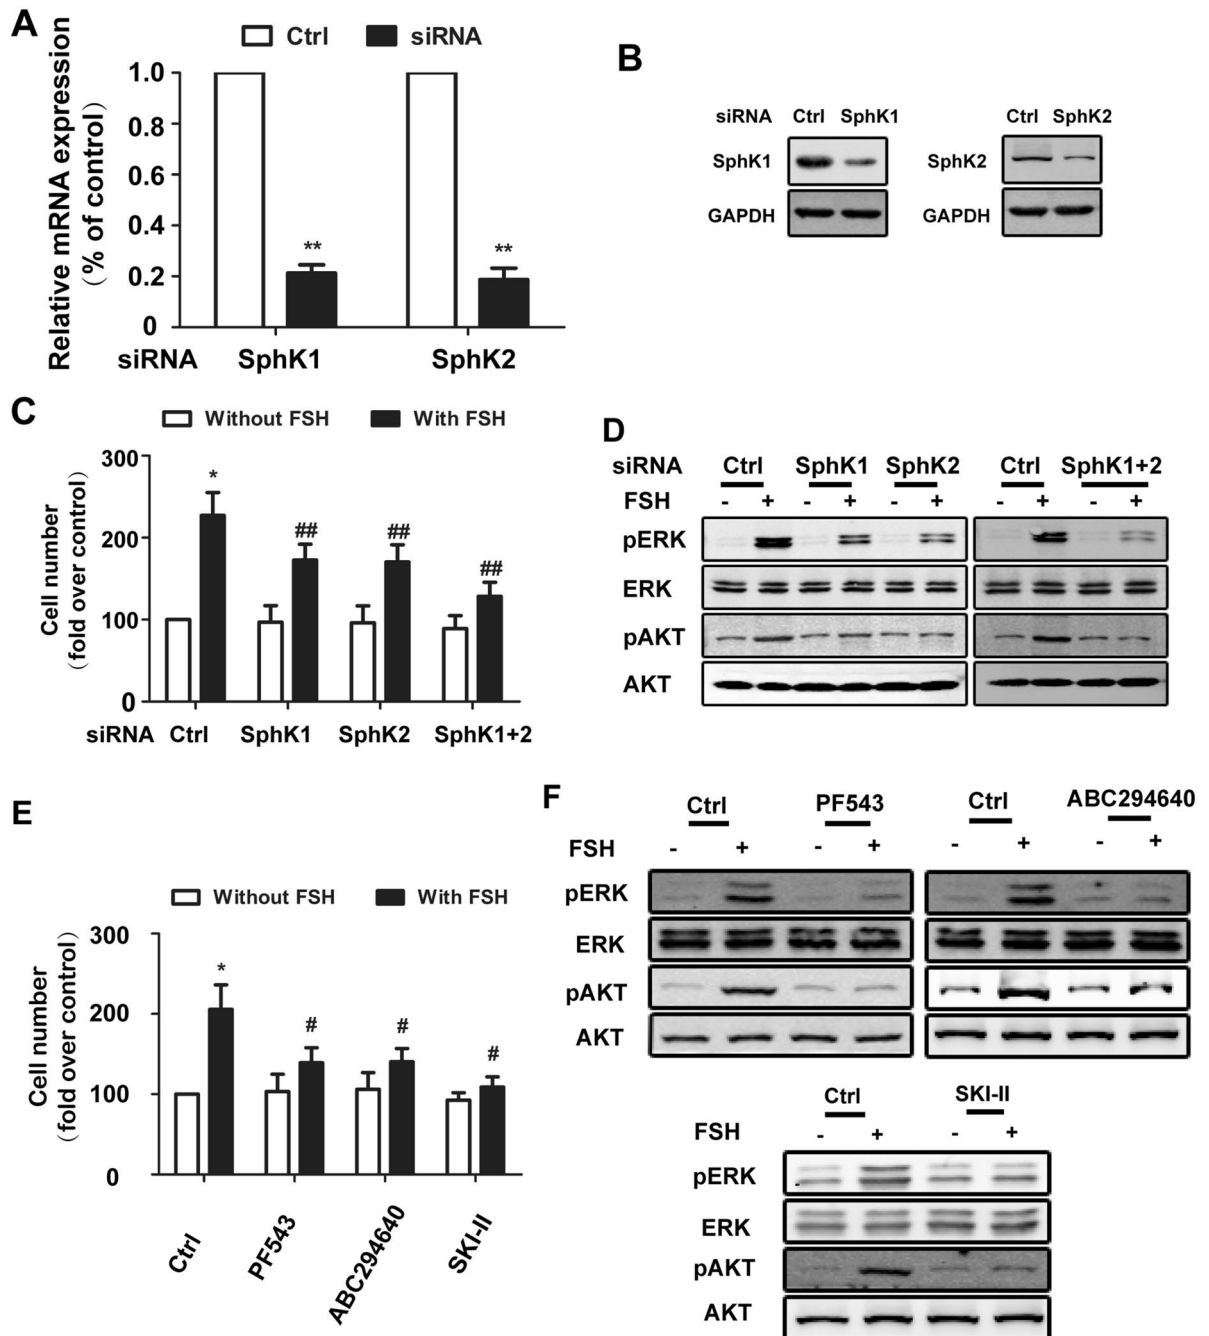 A
Ctrl siRNA
Relative mRNA expression
(% of control)
1.0
0.8
0.6
0.4
0.2
0
** **
siRNA SphK1 SphK2
B
siRNA Ctrl SphK1
SphK1
GAPDH
Ctrl SphK2
SphK2
GAPDH
C
Without FSH With FSH
Cell number
(fold over control)
300
200
100
0
* ## ## ##
siRNA Ctrl SphK1 SphK2 SphK1+2
D
siRNA Ctrl SphK1 SphK2 Ctrl SphK1+2
FSH - + - + - + - + - +
pERK
ERK
pAKT
AKT
E
Without FSH With FSH
Cell number
(fold over control)
300
200
100
0
* # # #
Ctrl PF543 ABC294640 SKI-II
F
Ctrl PF543 Ctrl ABC294640
FSH - + - + - + - +
pERK
ERK
pAKT
AKT
Ctrl SKI-II
FSH - + - +
pERK
ERK
pAKT
AKT